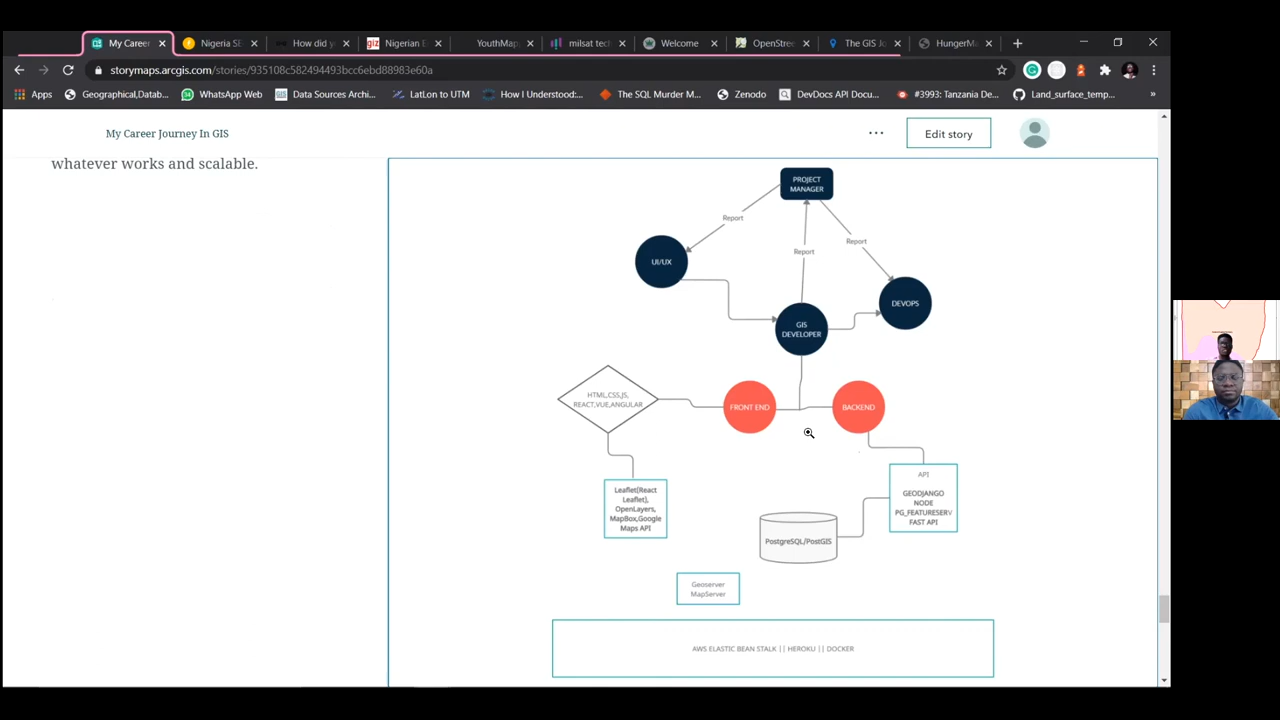 My Career
Nigeria SE
How did y
Nigerian E
YouthMap
milsat tec
Welcome
OpenStree
The GIS Jo
HungerMa
storymaps.arcgis.com/stories/935108c582494493bcc6ebd88983e60a
Apps
Geographical,Datab...
WhatsApp Web
Data Sources Archi...
LatLon to UTM
How I Understood:...
The SQL Murder M...
Zenodo
DevDocs API Docu...
#3993: Tanzania De...
Land_surface_temp...
»
My Career Journey In GIS
Edit story
whatever works and scalable.
PROJECT
MANAGER
Report
Report
Report
UI/UX
GIS
DEVELOPER
DEVOPS
HTML,CSS,JS,
REACT,VUE,ANGULAR
FRONT END
BACKEND
Leaflet(React
Leaflet),
OpenLayers,
MapBox,Google
Maps API
API
GEODJANGO
NODE
PG_FEATURESERV
FAST API
PostgreSQL/PostGIS
Geoserver
MapServer
AWS ELASTIC BEAN STALK || HEROKU || DOCKER